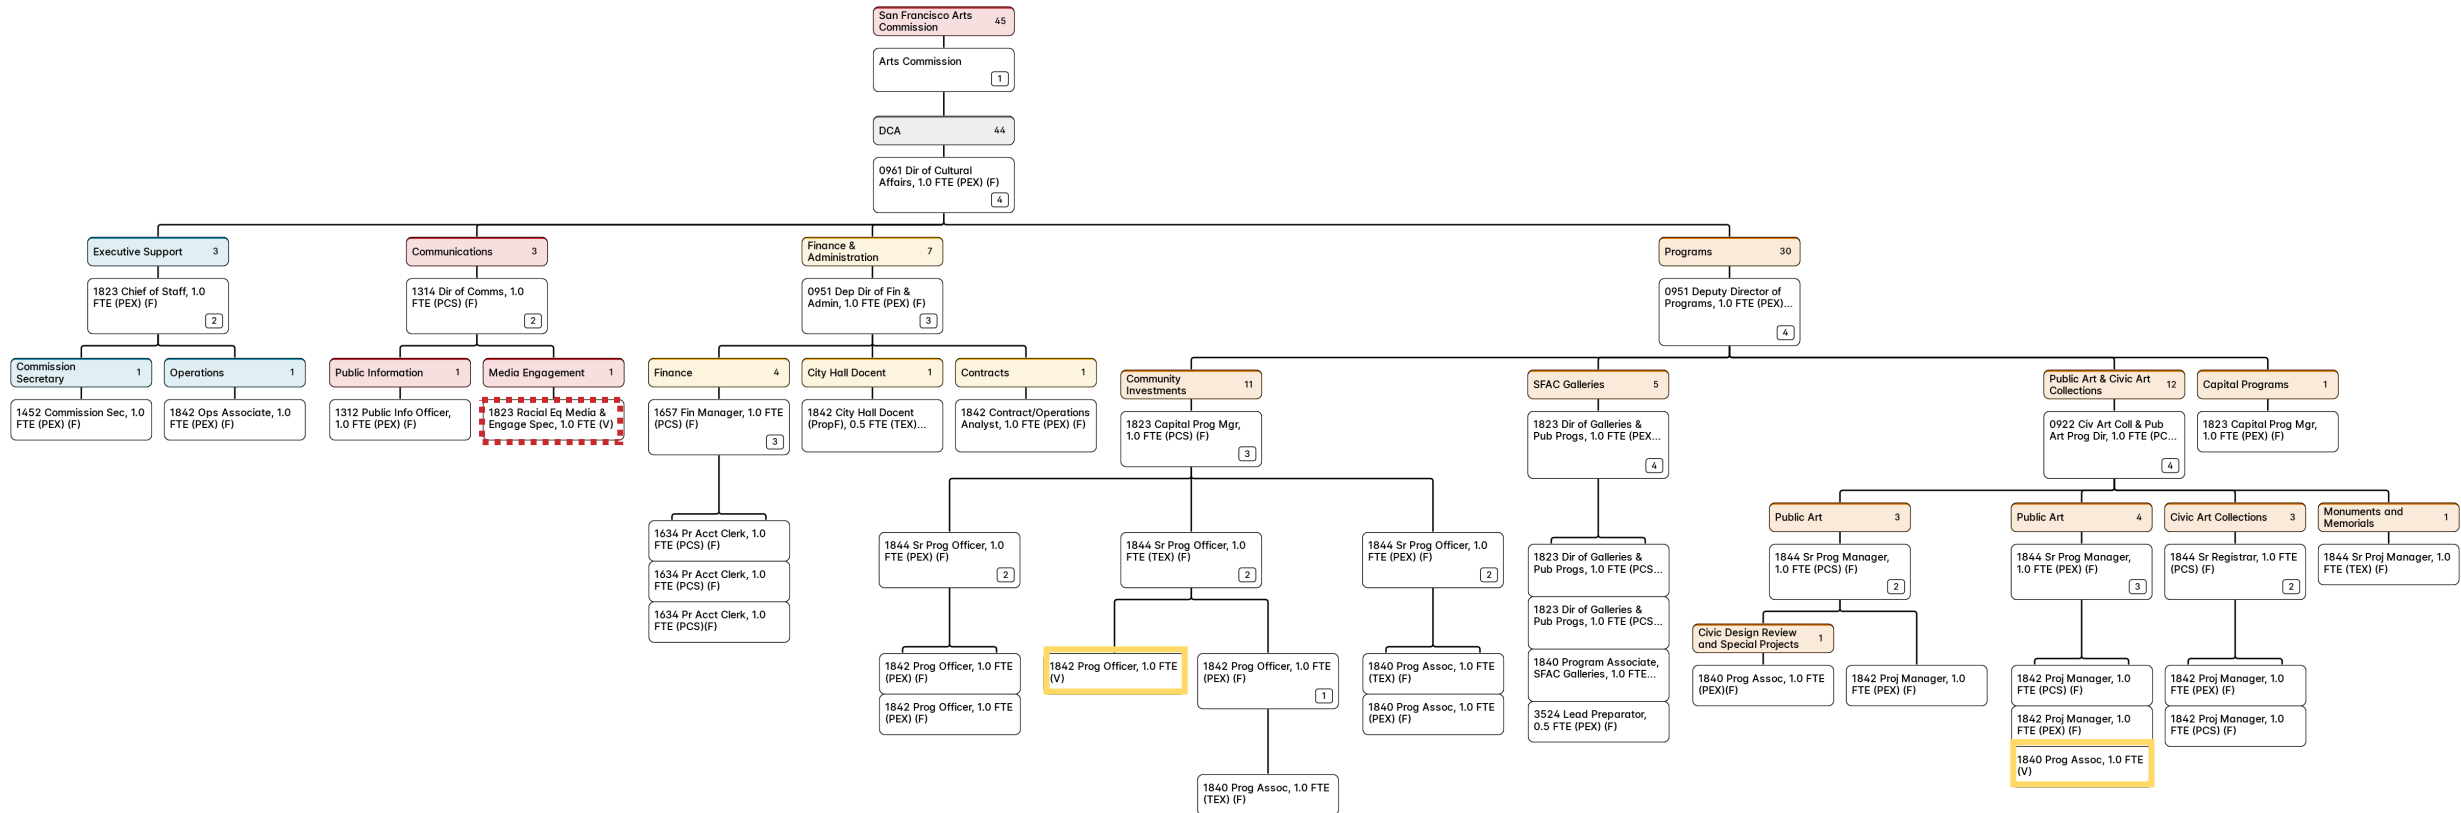 San Francisco Arts
Commission
45
Arts Commission
1
DCA
44
0961 Dir of Cultural
Affairs, 1.0 FTE (PEX) (F)
4
Executive Support
3
1823 Chief of Staff, 1.0
FTE (PEX) (F)
2
Commission
Secretary
1
1452 Commission Sec, 1.0
FTE (PEX) (F)
Operations
1
1842 Ops Associate, 1.0
FTE (PEX) (F)
Communications
3
1314 Dir of Comms, 1.0
FTE (PCS) (F)
2
Public Information
1
1312 Public Info Officer,
1.0 FTE (PEX) (F)
Media Engagement
1
1823 Racial Eq Media &
Engage Spec, 1.0 FTE (V)
Finance &
Administration
7
0951 Dep Dir of Fin &
Admin, 1.0 FTE (PEX) (F)
3
Finance
4
1657 Fin Manager, 1.0 FTE
(PCS) (F)
3
1634 Pr Acct Clerk, 1.0
FTE (PCS) (F)
1634 Pr Acct Clerk, 1.0
FTE (PCS) (F)
1634 Pr Acct Clerk, 1.0
FTE (PCS)(F)
City Hall Docent
1
1842 City Hall Docent
(PropF), 0.5 FTE (TEX)...
Contracts
1
1842 Contract/Operations
Analyst, 1.0 FTE (PEX) (F)
Programs
30
0951 Deputy Director of
Programs, 1.0 FTE (PEX)...
4
Community
Investments
11
1823 Capital Prog Mgr,
1.0 FTE (PCS) (F)
3
1844 Sr Prog Officer, 1.0
FTE (PEX) (F)
2
1842 Prog Officer, 1.0 FTE
(PEX) (F)
1842 Prog Officer, 1.0 FTE
(PEX) (F)
1844 Sr Prog Officer, 1.0
FTE (TEX) (F)
2
1842 Prog Officer, 1.0 FTE
(V)
1842 Prog Officer, 1.0 FTE
(PEX) (F)
1
1840 Prog Assoc, 1.0 FTE
(TEX) (F)
1844 Sr Prog Officer, 1.0
FTE (PEX) (F)
2
1840 Prog Assoc, 1.0 FTE
(TEX) (F)
1840 Prog Assoc, 1.0 FTE
(PEX) (F)
SFAC Galleries
5
1823 Dir of Galleries &
Pub Progs, 1.0 FTE (PEX...
4
1823 Dir of Galleries &
Pub Progs, 1.0 FTE (PCS...
1823 Dir of Galleries &
Pub Progs, 1.0 FTE (PCS...
1840 Program Associate,
SFAC Galleries, 1.0 FTE...
3524 Lead Preparator,
0.5 FTE (PEX) (F)
Public Art & Civic Art
Collections
12
0922 Civ Art Coll & Pub
Art Prog Dir, 1.0 FTE (PC...
4
Public Art
3
1844 Sr Prog Manager,
1.0 FTE (PCS) (F)
2
Civic Design Review
and Special Projects
1
1840 Prog Assoc, 1.0 FTE
(PEX)(F)
1842 Proj Manager, 1.0
FTE (PEX) (F)
Public Art
4
1844 Sr Prog Manager,
1.0 FTE (PEX) (F)
3
1842 Proj Manager, 1.0
FTE (PCS) (F)
1842 Proj Manager, 1.0
FTE (PEX) (F)
1840 Prog Assoc, 1.0 FTE
(V)
Civic Art Collections
3
1844 Sr Registrar, 1.0 FTE
(PCS) (F)
2
1842 Proj Manager, 1.0
FTE (PEX) (F)
1842 Proj Manager, 1.0
FTE (PCS) (F)
Monuments and
Memorials
1
1844 Sr Proj Manager, 1.0
FTE (TEX) (F)
Capital Programs
1
1823 Capital Prog Mgr,
1.0 FTE (PEX) (F)